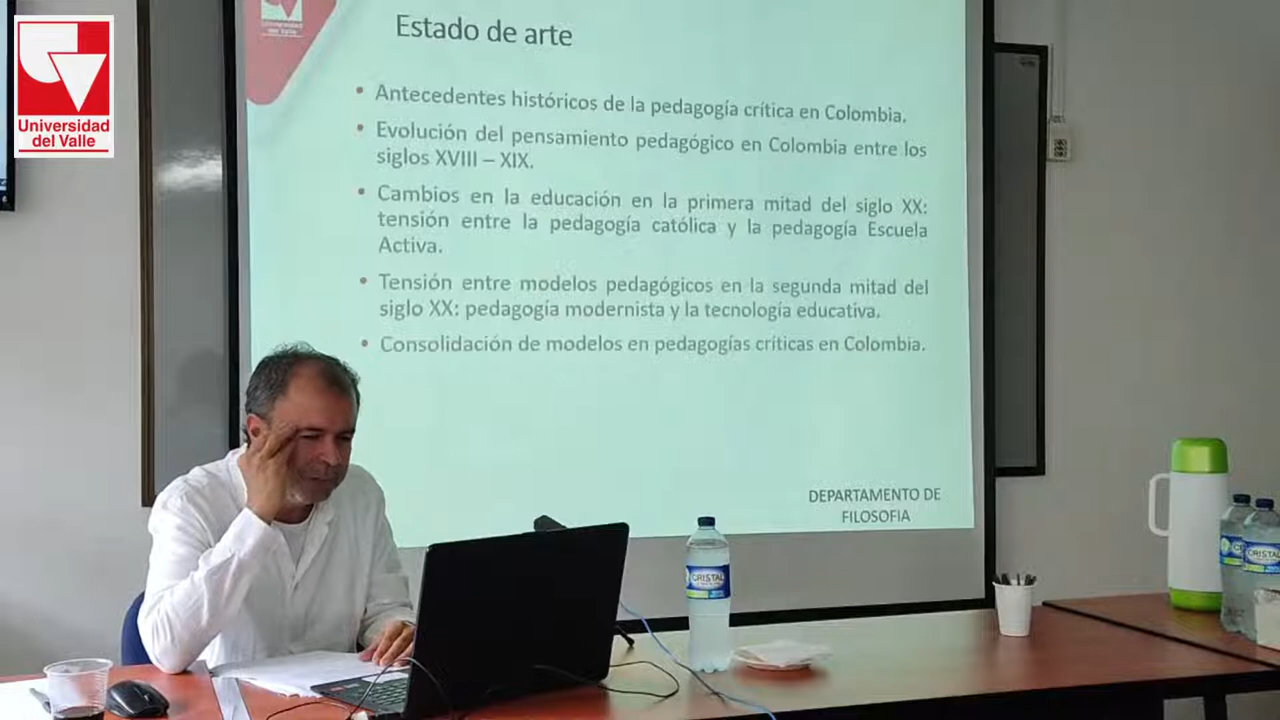 Universidad
del Valle
Universidad
del Valle
Estado de arte
• Antecedentes históricos de la pedagogía crítica en Colombia.
• Evolución del pensamiento pedagógico en Colombia entre los
siglos XVIII – XIX.
• Cambios en la educación en la primera mitad del siglo XX:
tensión entre la pedagogía católica y la pedagogía Escuela
Activa.
• Tensión entre modelos pedagógicos en la segunda mitad del
siglo XX: pedagogía modernista y la tecnología educativa.
• Consolidación de modelos en pedagogías críticas en Colombia.
DEPARTAMENTO DE
FILOSOFIA
CRISTAL
CRISTAL